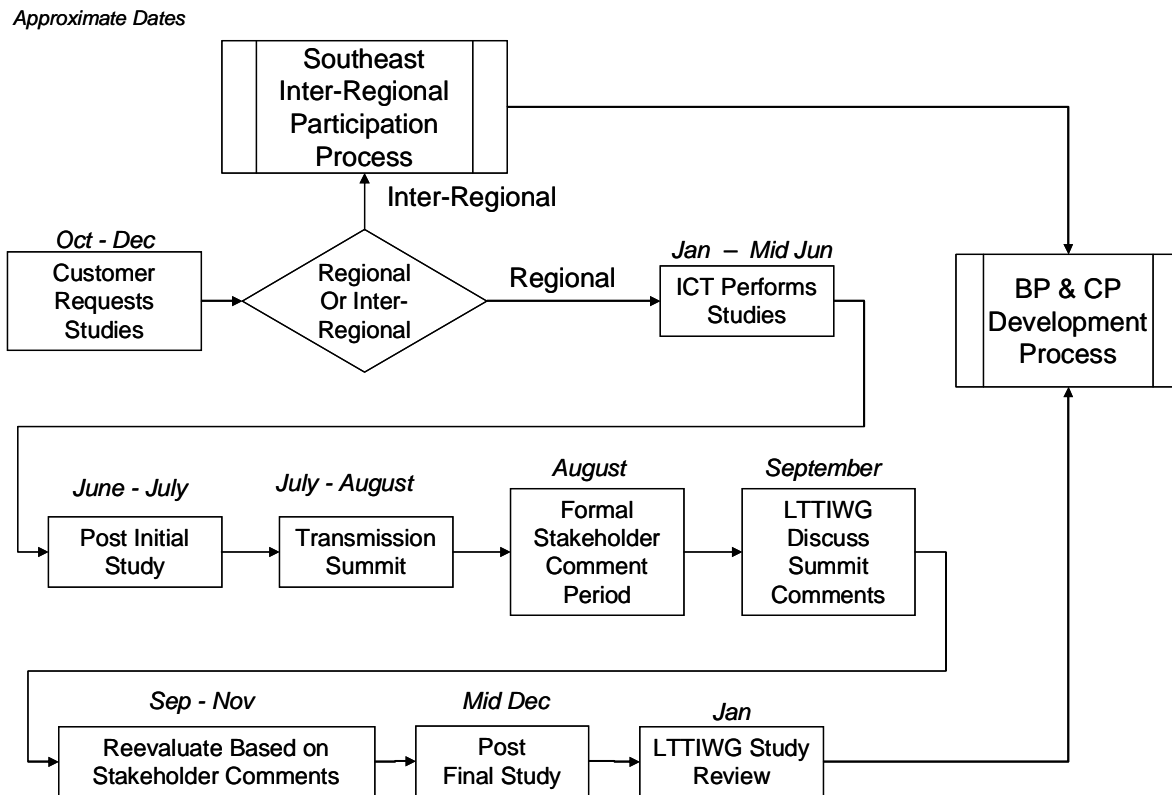 Approximate Dates
Southeast
Inter-Regional
Participation
Process
Inter-Regional
Oct - Dec
Customer
Requests
Studies
Regional
Or Inter-
Regional
Regional
Jan – Mid Jun
ICT Performs
Studies
BP & CP
Development
Process
June - July
Post Initial
Study
July - August
Transmission
Summit
August
Formal
Stakeholder
Comment
Period
September
LTTIWG
Discuss
Summit
Comments
Sep - Nov
Reevaluate Based on
Stakeholder Comments
Mid Dec
Post
Final Study
Jan
LTTIWG Study
Review